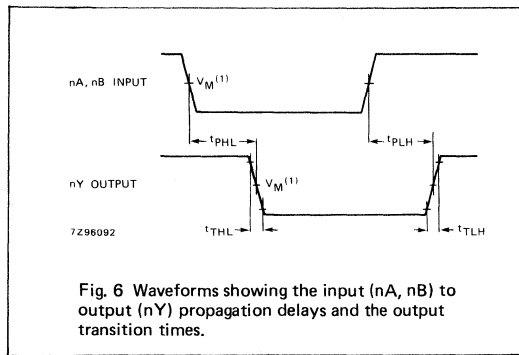 nA, nB INPUT
V_M^(1)
t_PHL
t_PLH
nY OUTPUT
V_M^(1)
7Z96092
t_THL
t_TLH
Fig. 6 Waveforms showing the input (nA, nB) to
output (nY) propagation delays and the output
transition times.